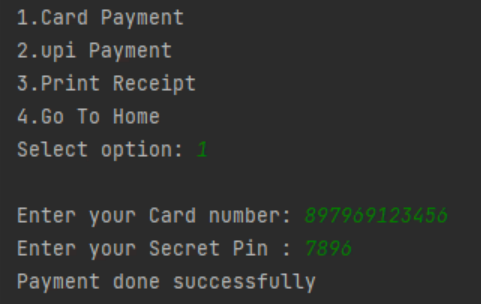 1.Card Payment
2.upi Payment
3.Print Receipt
4.Go To Home
Select option: 1
Enter your Card number: 897969123456
Enter your Secret Pin : 7896
Payment done successfully